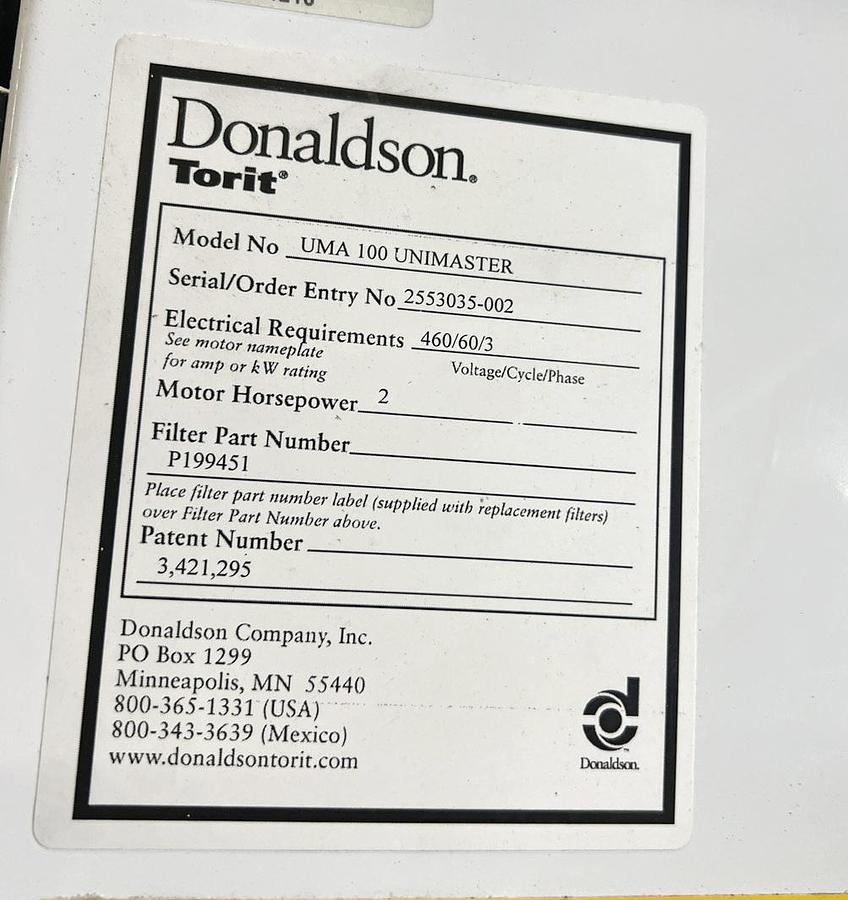 Donaldson.®
Torit®
Model No UMA 100 UNIMASTER
Serial/Order Entry No 2553035-002
Electrical Requirements 460/60/3
See motor nameplate
for amp or kW rating
Voltage/Cycle/Phase
Motor Horsepower 2
Filter Part Number
P199451
Place filter part number label (supplied with replacement filters)
over Filter Part Number above.
Patent Number
3,421,295
Donaldson Company, Inc.
PO Box 1299
Minneapolis, MN 55440
800-365-1331 (USA)
800-343-3639 (Mexico)
www.donaldsontorit.com
Donaldson.